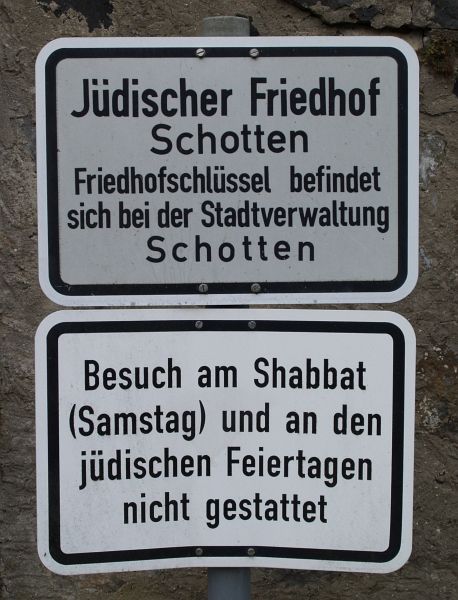 Jüdischer Friedhof
Schotten
Friedhofschlüssel befindet
sich bei der Stadtverwaltung
Schotten
Besuch am Shabbat
(Samstag) und an den
jüdischen Feiertagen
nicht gestattet